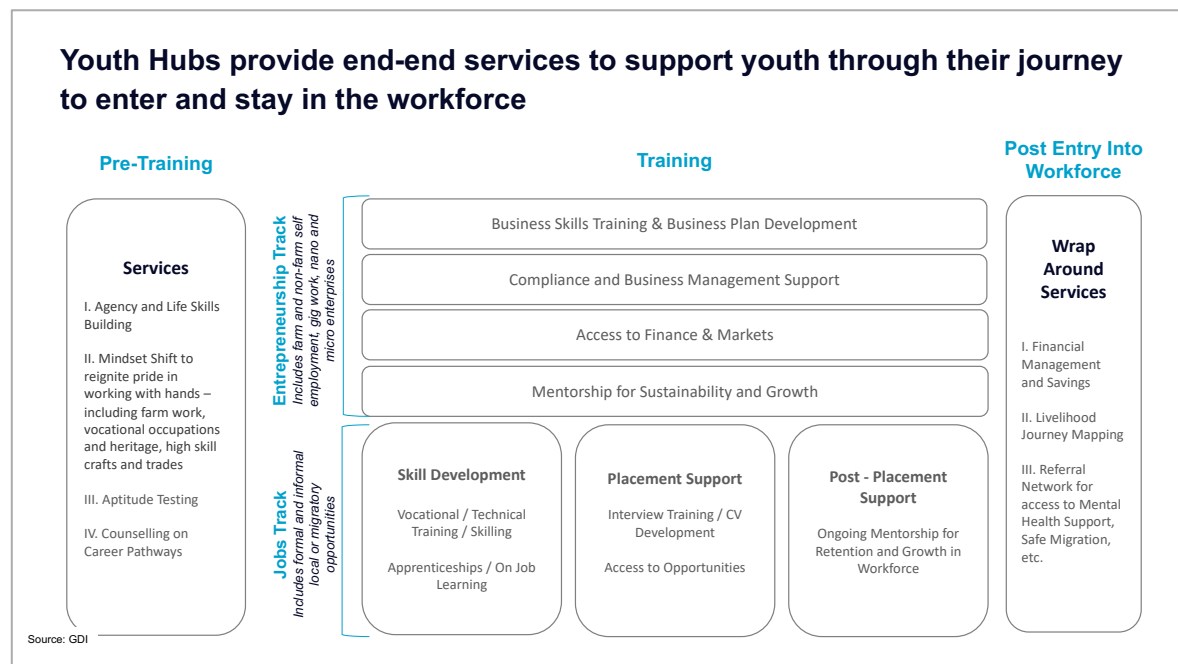 Youth Hubs provide end-end services to support youth through their journey
to enter and stay in the workforce
Pre-Training
Services
I. Agency and Life Skills
Building
II. Mindset Shift to
reignite pride in
working with hands –
including farm work,
vocational occupations
and heritage, high skill
crafts and trades
III. Aptitude Testing
IV. Counselling on
Career Pathways
Training
Entrepreneurship Track
Includes farm and non-farm self
employment, gig work, nano and
micro enterprises
Business Skills Training & Business Plan Development
Compliance and Business Management Support
Access to Finance & Markets
Mentorship for Sustainability and Growth
Jobs Track
Includes formal and informal
local or migratory
opportunities
Skill Development
Vocational / Technical
Training / Skilling
Apprenticeships / On Job
Learning
Placement Support
Interview Training / CV
Development
Access to Opportunities
Post - Placement
Support
Ongoing Mentorship for
Retention and Growth in
Workforce
Post Entry Into
Workforce
Wrap
Around
Services
I. Financial
Management
and Savings
II. Livelihood
Journey Mapping
III. Referral
Network for
access to Mental
Health Support,
Safe Migration,
etc.
Source: GDI